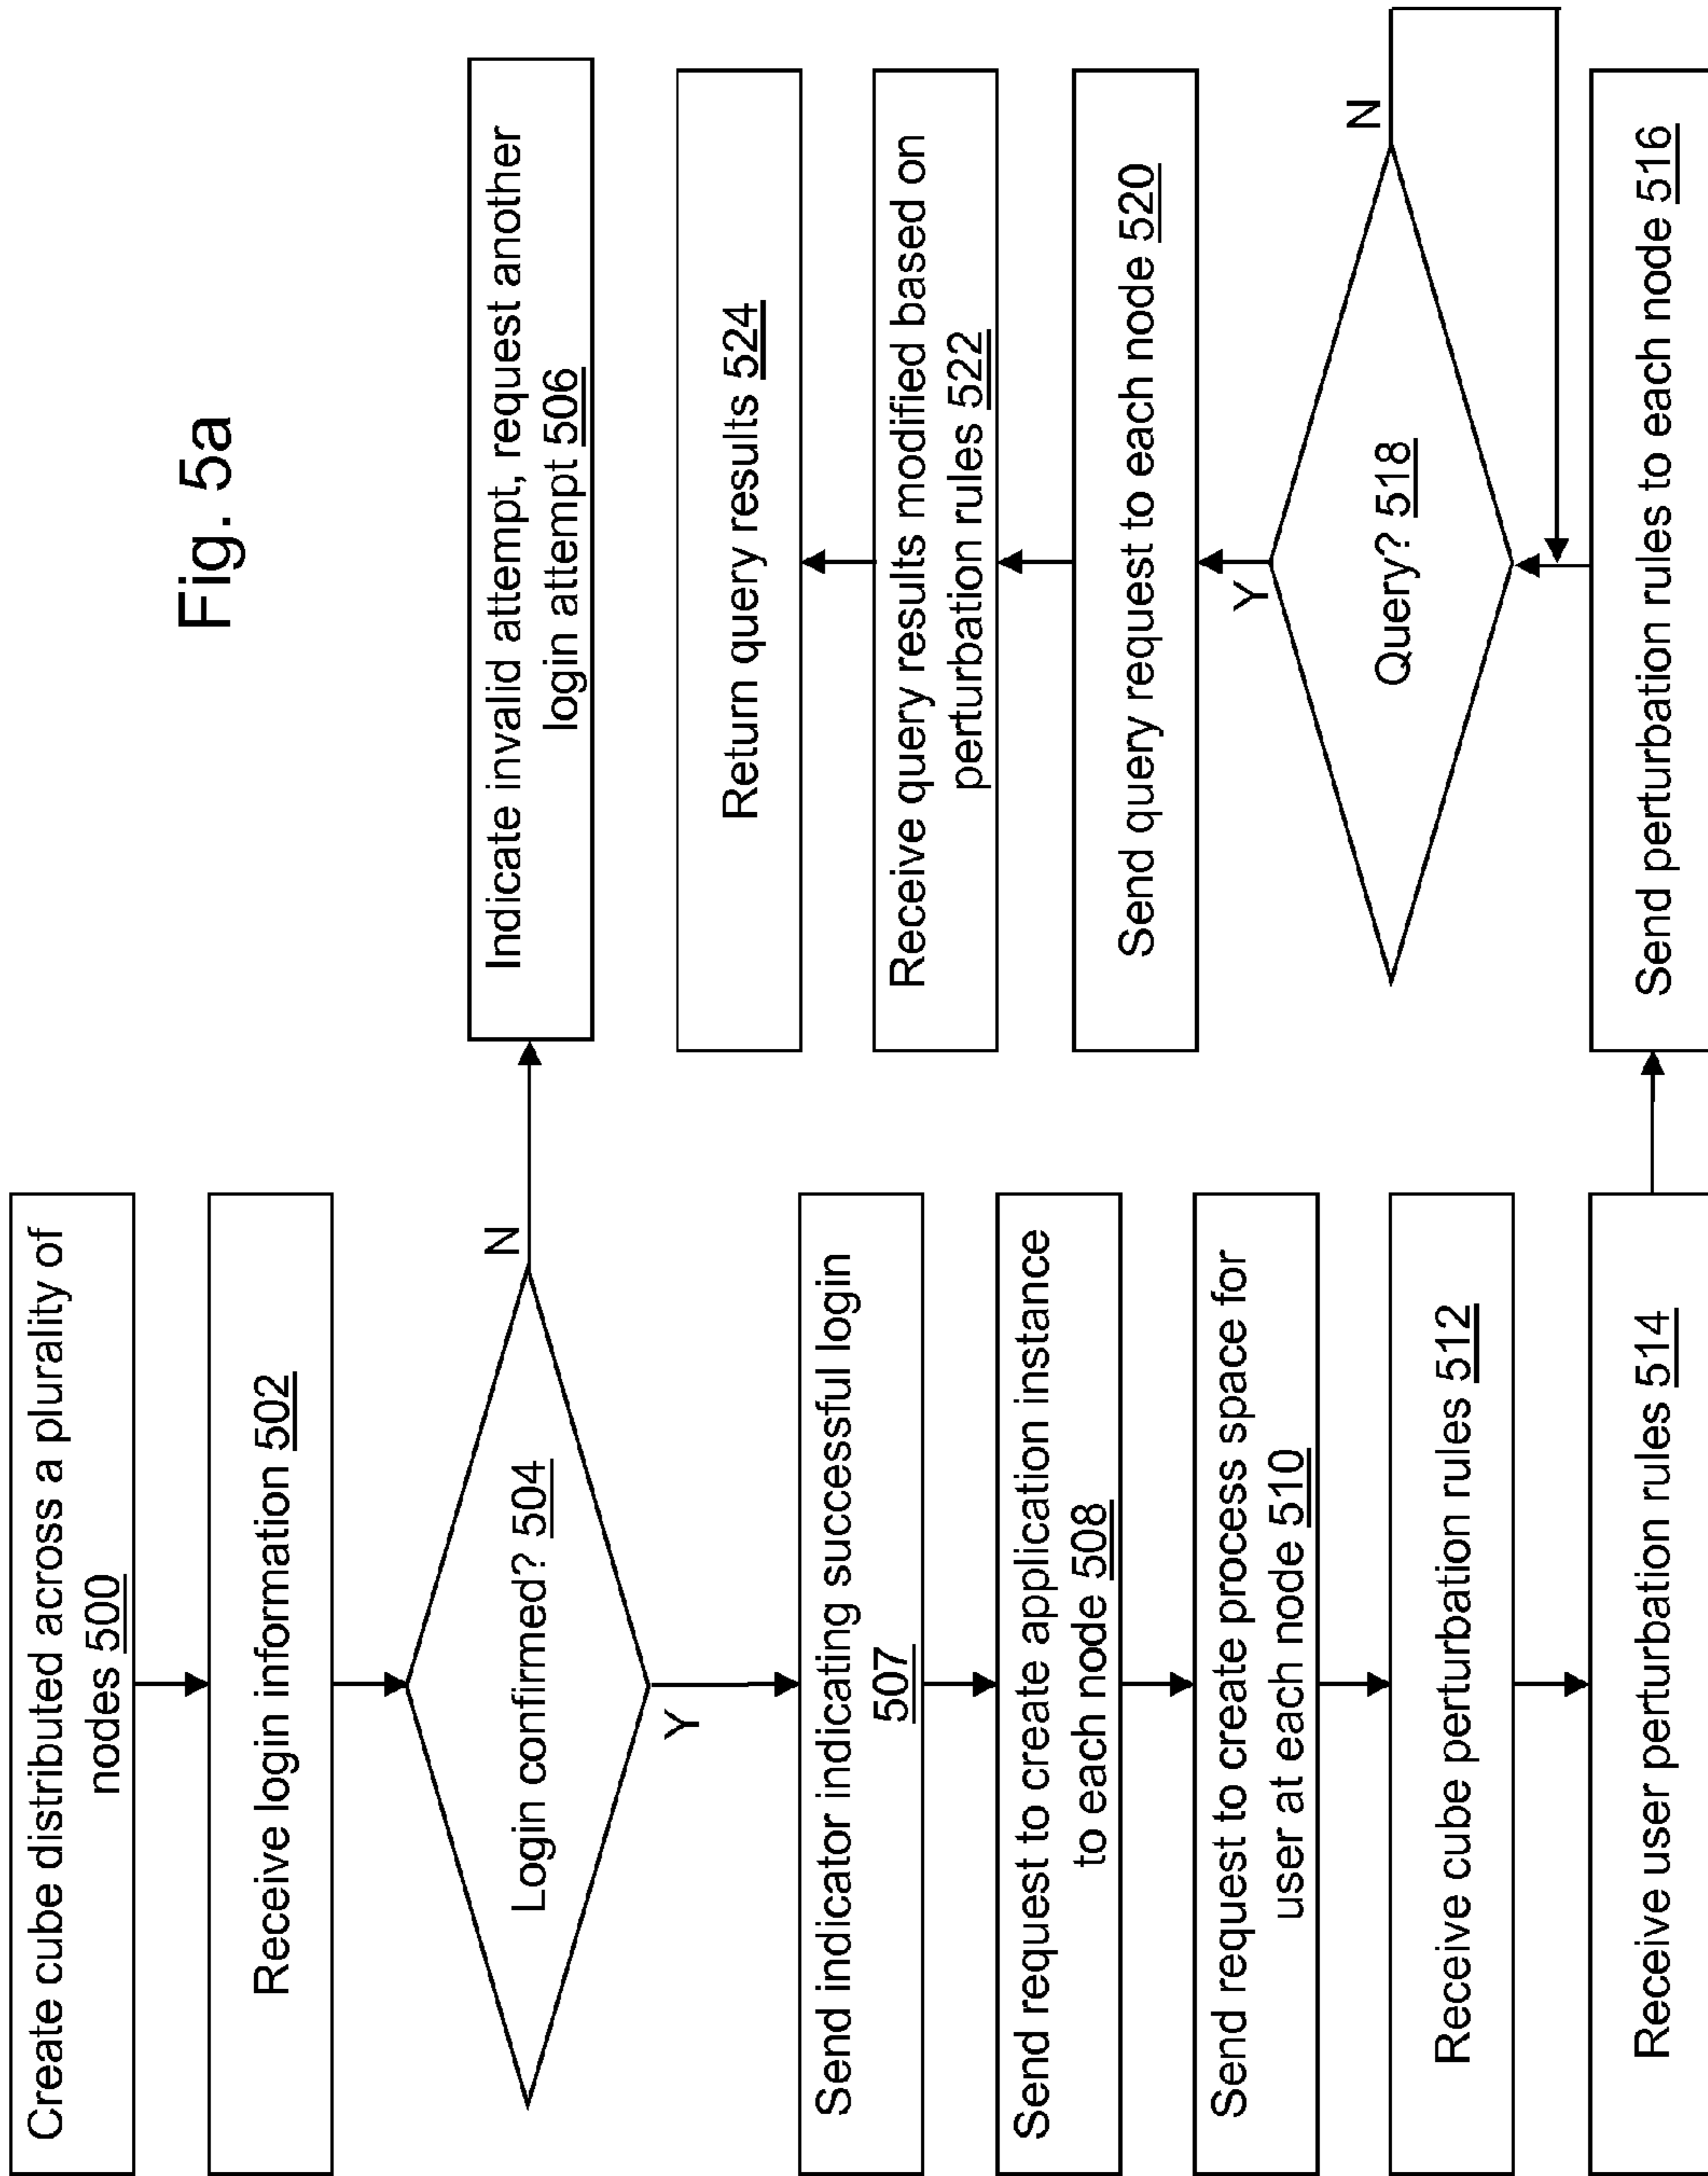 Fig. 5a
Create cube distributed across a plurality of
nodes 500
Receive login information 502
Login confirmed? 504
N
Y
Indicate invalid attempt, request another
login attempt 506
Send indicator indicating successful login
507
Send request to create application instance
to each node 508
Send request to create process space for
user at each node 510
Receive cube perturbation rules 512
Receive user perturbation rules 514
Send perturbation rules to each node 516
Query? 518
N
Y
Send query request to each node 520
Receive query results modified based on
perturbation rules 522
Return query results 524